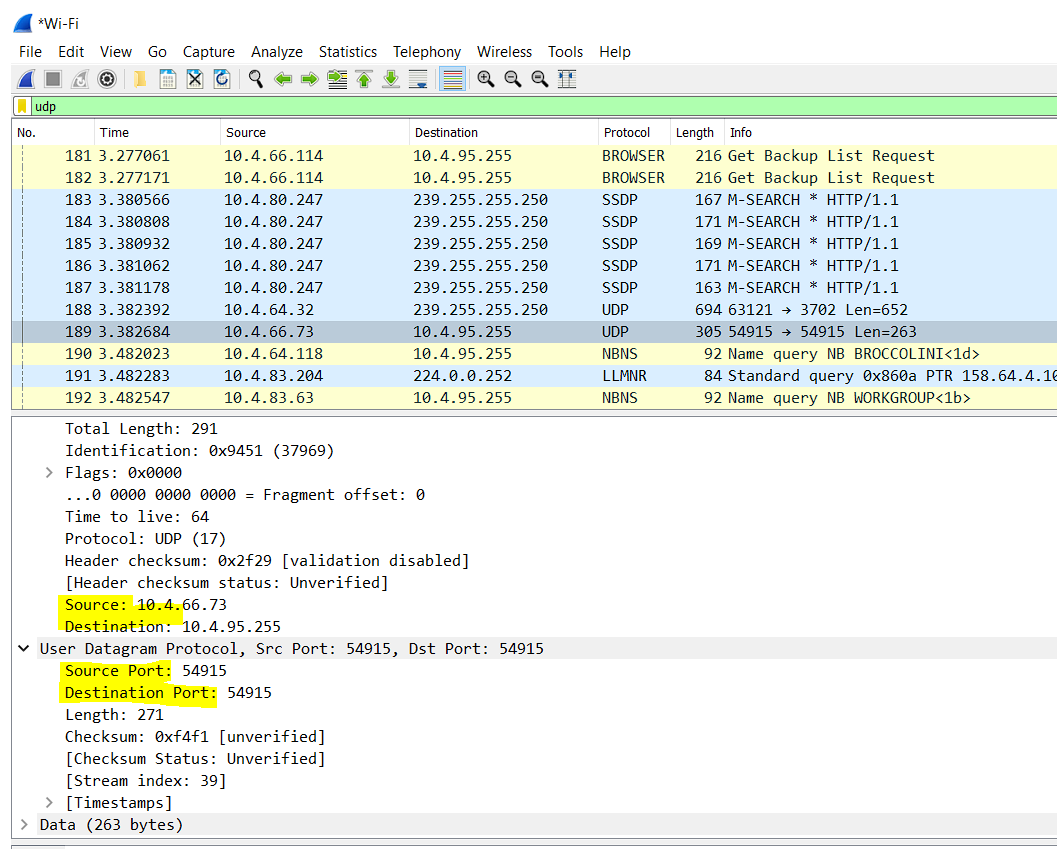 *Wi-Fi
File Edit View Go Capture Analyze Statistics Telephony Wireless Tools Help
udp
No. Time Source Destination Protocol Length Info
181 3.277061 10.4.66.114 10.4.95.255 BROWSER 216 Get Backup List Request
182 3.277171 10.4.66.114 10.4.95.255 BROWSER 216 Get Backup List Request
183 3.380566 10.4.80.247 239.255.255.250 SSDP 167 M-SEARCH * HTTP/1.1
184 3.380808 10.4.80.247 239.255.255.250 SSDP 171 M-SEARCH * HTTP/1.1
185 3.380932 10.4.80.247 239.255.255.250 SSDP 169 M-SEARCH * HTTP/1.1
186 3.381062 10.4.80.247 239.255.255.250 SSDP 171 M-SEARCH * HTTP/1.1
187 3.381178 10.4.80.247 239.255.255.250 SSDP 163 M-SEARCH * HTTP/1.1
188 3.382392 10.4.64.32 239.255.255.250 UDP 694 63121 → 3702 Len=652
189 3.382684 10.4.66.73 10.4.95.255 UDP 305 54915 → 54915 Len=263
190 3.482023 10.4.64.118 10.4.95.255 NBNS 92 Name query NB BROCCOLINI<1d>
191 3.482283 10.4.83.204 224.0.0.252 LLMNR 84 Standard query 0x860a PTR 158.64.4.10
192 3.482547 10.4.83.63 10.4.95.255 NBNS 92 Name query NB WORKGROUP<1b>
Total Length: 291
Identification: 0x9451 (37969)
Flags: 0x0000
...0 0000 0000 0000 = Fragment offset: 0
Time to live: 64
Protocol: UDP (17)
Header checksum: 0x2f29 [validation disabled]
[Header checksum status: Unverified]
Source: 10.4.66.73
Destination: 10.4.95.255
User Datagram Protocol, Src Port: 54915, Dst Port: 54915
Source Port: 54915
Destination Port: 54915
Length: 271
Checksum: 0xf4f1 [unverified]
[Checksum Status: Unverified]
[Stream index: 39]
[Timestamps]
Data (263 bytes)